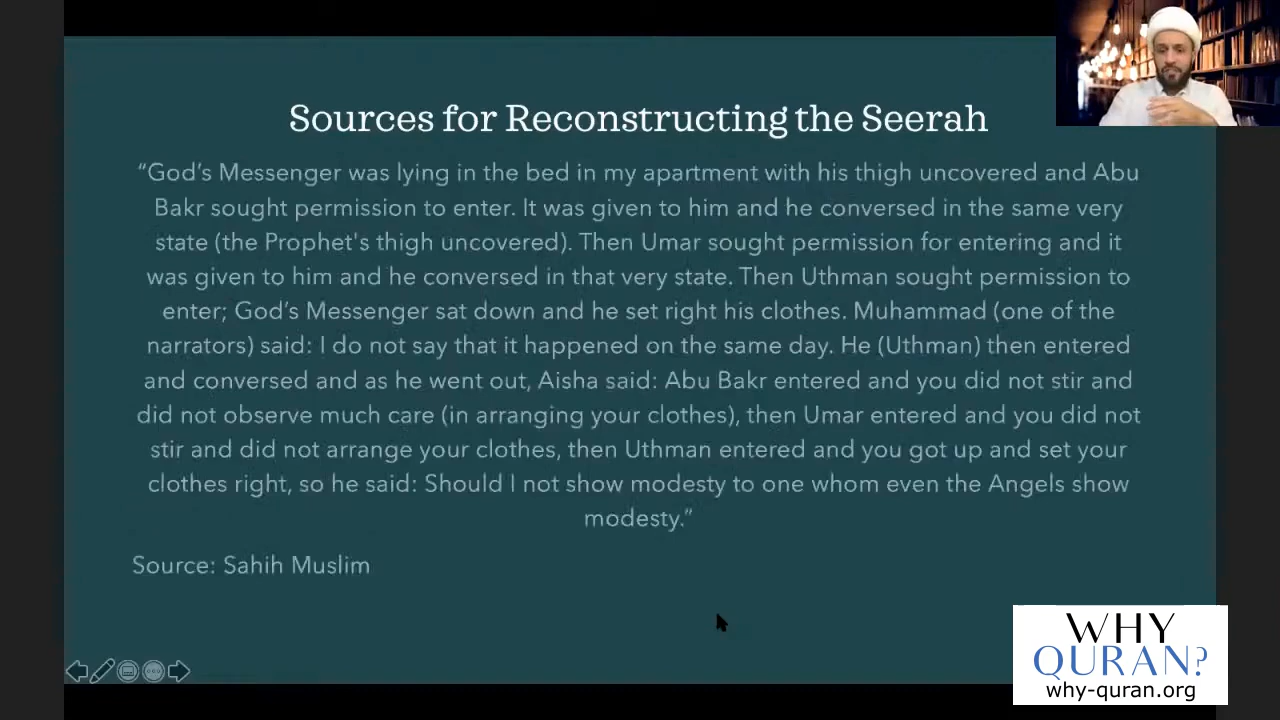 Sources for Reconstructing the Seerah
“God’s Messenger was lying in the bed in my apartment with his thigh uncovered and Abu
Bakr sought permission to enter. It was given to him and he conversed in the same very
state (the Prophet's thigh uncovered). Then Umar sought permission for entering and it
was given to him and he conversed in that very state. Then Uthman sought permission to
enter; God’s Messenger sat down and he set right his clothes. Muhammad (one of the
narrators) said: I do not say that it happened on the same day. He (Uthman) then entered
and conversed and as he went out, Aisha said: Abu Bakr entered and you did not stir and
did not observe much care (in arranging your clothes), then Umar entered and you did not
stir and did not arrange your clothes, then Uthman entered and you got up and set your
clothes right, so he said: Should I not show modesty to one whom even the Angels show
modesty.”
Source: Sahih Muslim
WHY
QURAN?
why-quran.org